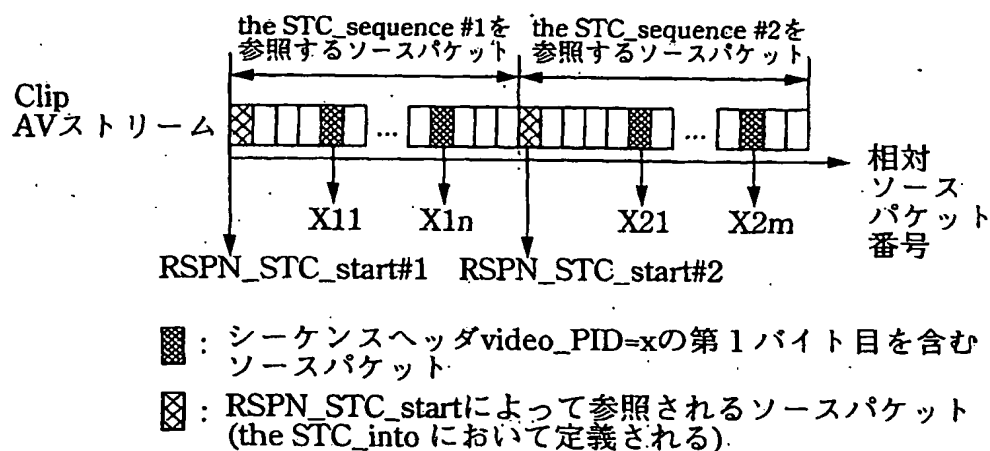 the STC_sequence #1を
参照するソースパケット
the STC_sequence #2を
参照するソースパケット
Clip
AVストリーム
...
...
相対
ソース
パケット
番号
X11
X1n
X21
X2m
RSPN_STC_start#1
RSPN_STC_start#2
: シーケンスヘッダvideo_PID=xの第1バイト目を含む
ソースパケット
: RSPN_STC_startによって参照されるソースパケット
(the STC_into において定義される)